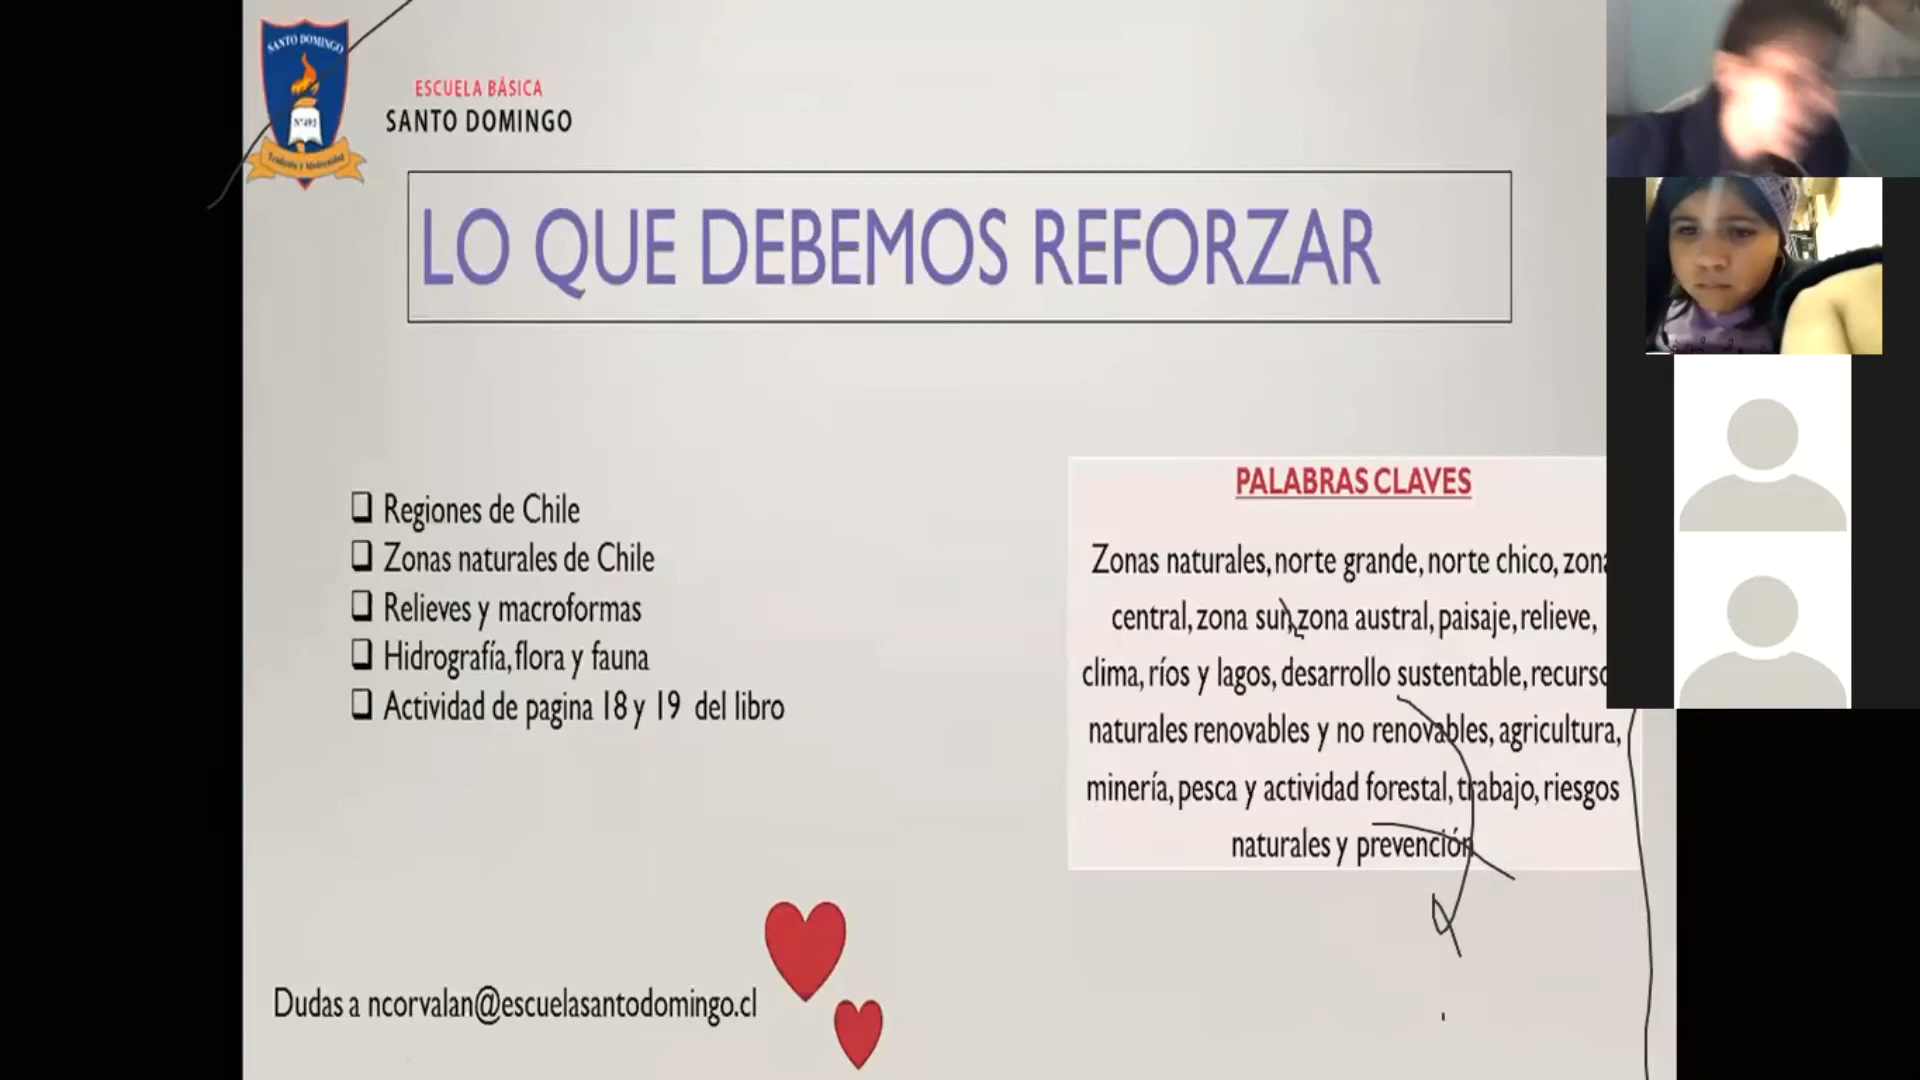 SANTO DOMINGO
N°493
Tradición y Modernidad
ESCUELA BÁSICA
SANTO DOMINGO
LO QUE DEBEMOS REFORZAR
Regiones de Chile
Zonas naturales de Chile
Relieves y macroformas
Hidrografía, flora y fauna
Actividad de pagina 18 y 19 del libro
PALABRAS CLAVES
Zonas naturales, norte grande, norte chico, zona
central, zona sur, zona austral, paisaje, relieve,
clima, ríos y lagos, desarrollo sustentable, recurso
naturales renovables y no renovables, agricultura,
minería, pesca y actividad forestal, trabajo, riesgos
naturales y prevención
Dudas a ncorvalan@escuelasantodomingo.cl